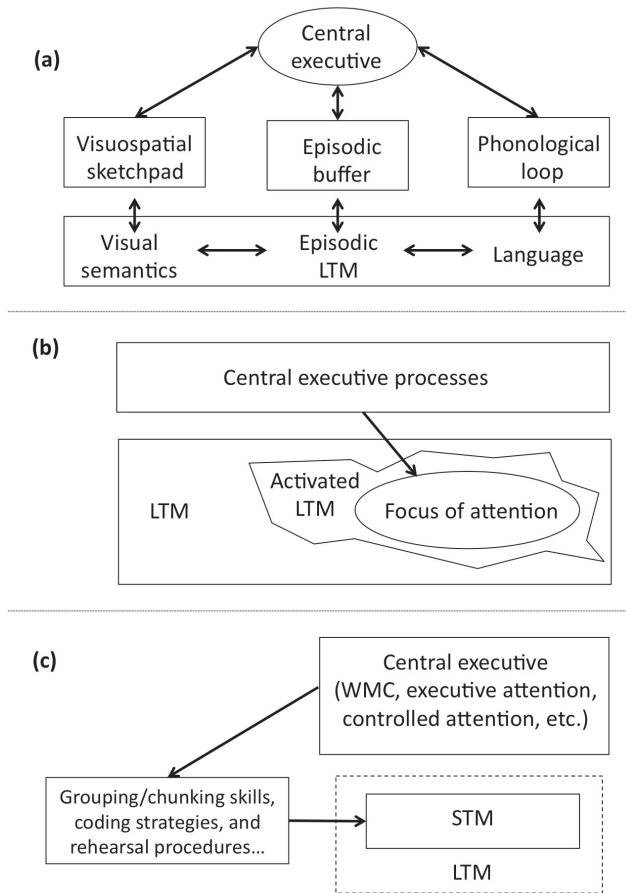 (a)
Central
executive
Visuospatial
sketchpad
Episodic
buffer
Phonological
loop
Visual
semantics
Episodic
LTM
Language
(b)
Central executive processes
LTM
Activated
LTM
Focus of attention
(c)
Central executive
(WMC, executive attention,
controlled attention, etc.)
Grouping/chunking skills,
coding strategies, and
rehearsal procedures...
STM
LTM